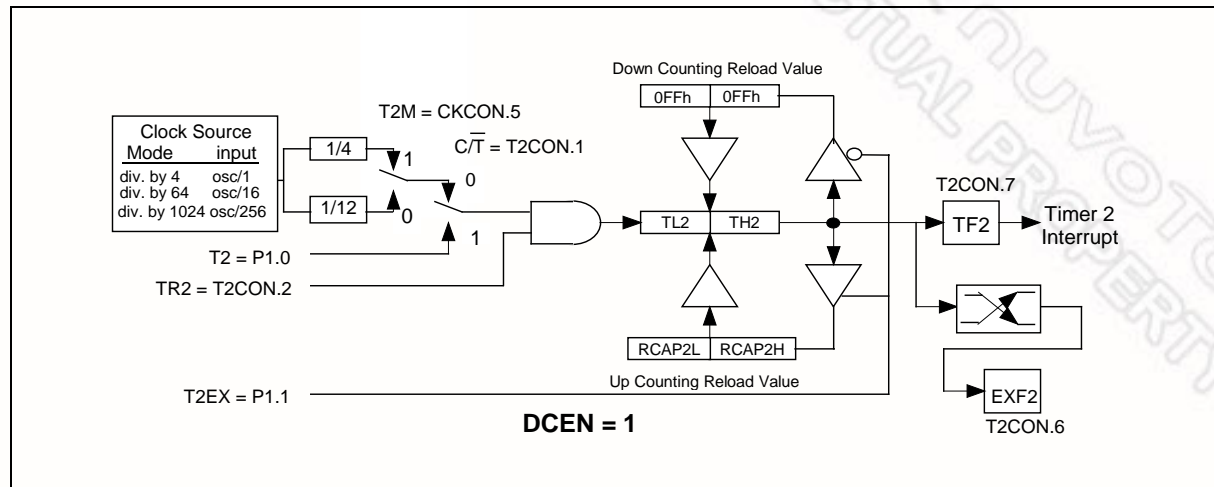 NUVOTO
CTUAL PROPERTY
Down Counting Reload Value
0FFh 0FFh
T2M = CKCON.5
C/T̅ = T2CON.1
Clock Source
Mode input
div. by 4 osc/1
div. by 64 osc/16
div. by 1024 osc/256
1/4
1/12
1
0
0
1
T2 = P1.0
TR2 = T2CON.2
TL2 TH2
T2CON.7
TF2
Timer 2
Interrupt
RCAP2L RCAP2H
Up Counting Reload Value
T2EX = P1.1
EXF2
T2CON.6
DCEN = 1